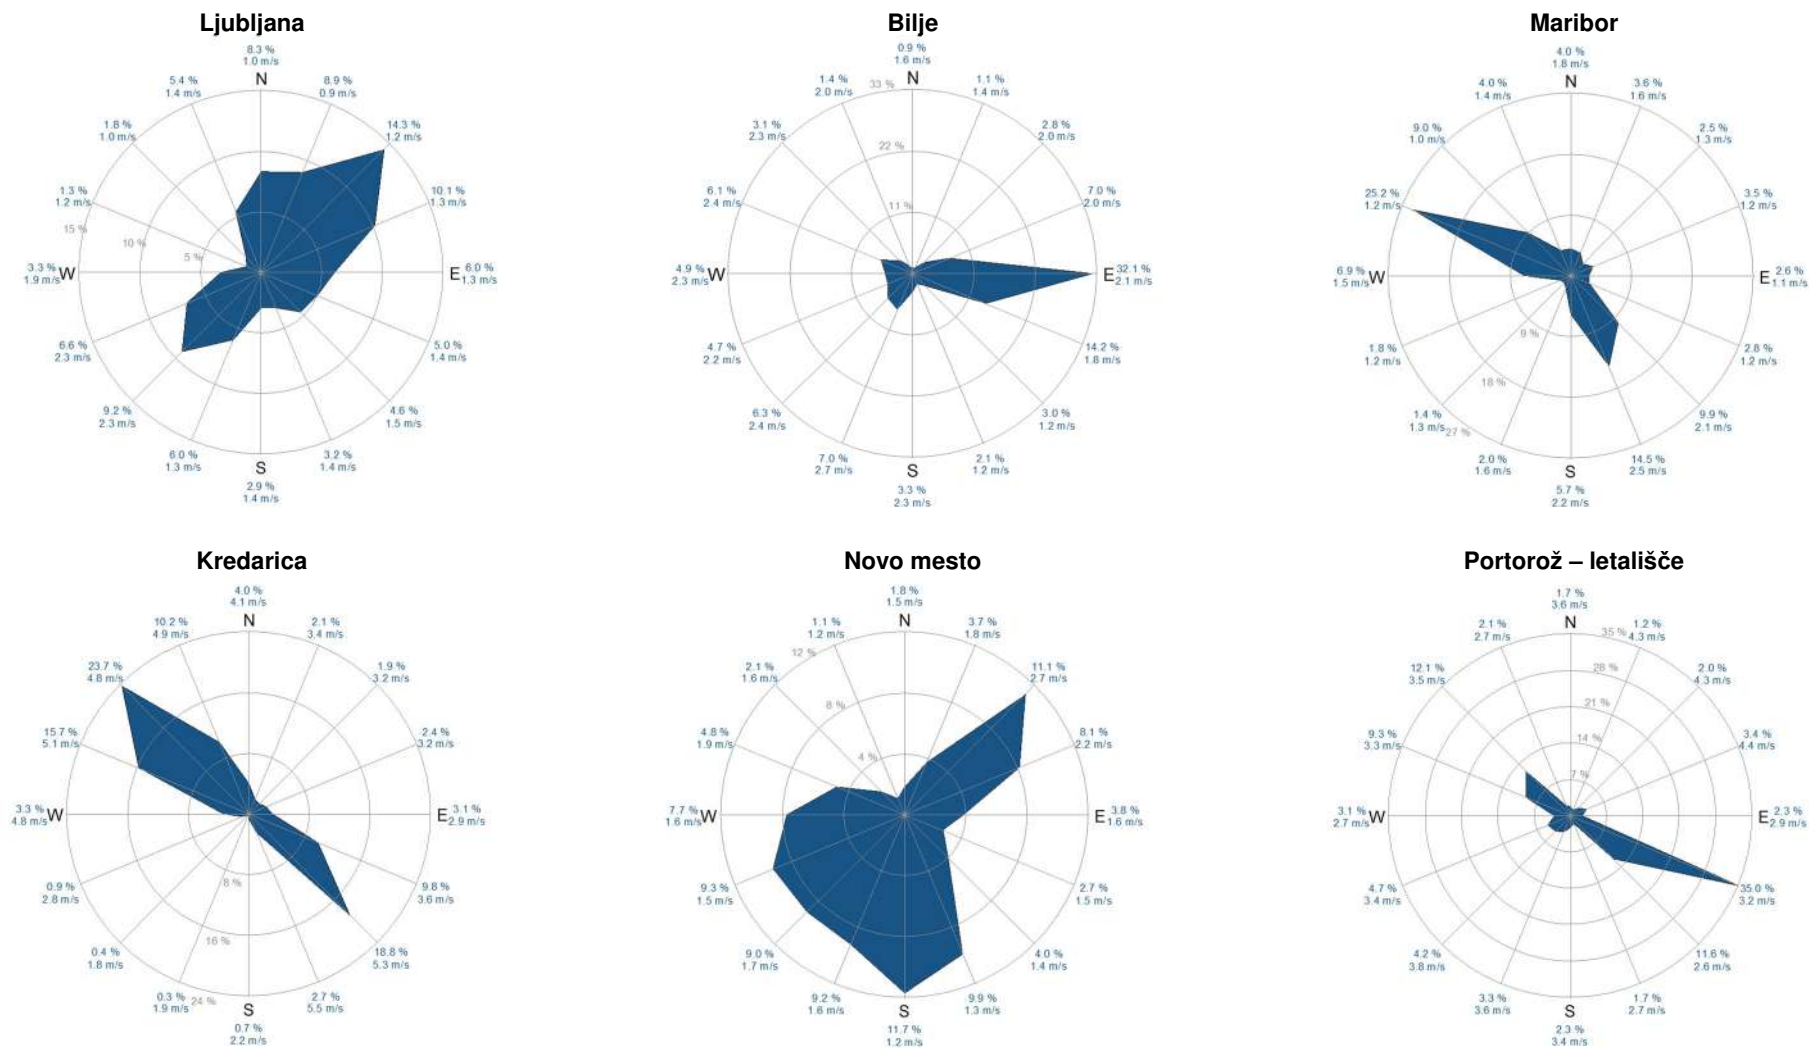 Ljubljana
8.3 %
1.0 m/s
N
5.4 %
1.4 m/s
8.9 %
0.9 m/s
1.8 %
1.0 m/s
14.3 %
1.2 m/s
1.3 %
1.2 m/s
10.1 %
1.3 m/s
15 %
10 %
5 %
3.3 %
1.9 m/s
W
E
6.0 %
1.3 m/s
6.6 %
2.3 m/s
5.0 %
1.4 m/s
9.2 %
2.3 m/s
4.6 %
1.5 m/s
6.0 %
1.3 m/s
3.2 %
1.4 m/s
S
2.9 %
1.4 m/s
Bilje
0.9 %
1.6 m/s
N
1.4 %
2.0 m/s
33 %
1.1 %
1.4 m/s
3.1 %
2.3 m/s
2.8 %
2.0 m/s
22 %
6.1 %
2.4 m/s
7.0 %
2.0 m/s
11 %
4.9 %
2.3 m/s
W
E
32.1 %
2.1 m/s
4.7 %
2.2 m/s
14.2 %
1.8 m/s
6.3 %
2.4 m/s
3.0 %
1.2 m/s
7.0 %
2.7 m/s
2.1 %
1.2 m/s
S
3.3 %
2.3 m/s
Maribor
4.0 %
1.8 m/s
N
4.0 %
1.4 m/s
3.6 %
1.6 m/s
9.0 %
1.0 m/s
2.5 %
1.3 m/s
25.2 %
1.2 m/s
3.5 %
1.2 m/s
6.9 %
1.5 m/s
W
E
2.6 %
1.1 m/s
9 %
1.8 %
1.2 m/s
2.8 %
1.2 m/s
18 %
1.4 %
1.3 m/s
27 %
9.9 %
2.1 m/s
2.0 %
1.6 m/s
14.5 %
2.5 m/s
S
5.7 %
2.2 m/s
Kredarica
4.0 %
4.1 m/s
N
10.2 %
4.9 m/s
2.1 %
3.4 m/s
23.7 %
4.8 m/s
1.9 %
3.2 m/s
15.7 %
5.1 m/s
2.4 %
3.2 m/s
3.3 %
4.8 m/s
W
E
3.1 %
2.9 m/s
8 %
0.9 %
2.8 m/s
9.8 %
3.6 m/s
16 %
0.4 %
1.8 m/s
18.8 %
5.3 m/s
0.3 %
1.9 m/s
24 %
2.7 %
5.5 m/s
S
0.7 %
2.2 m/s
Novo mesto
1.8 %
1.5 m/s
N
1.1 %
1.2 m/s
3.7 %
1.8 m/s
12 %
2.1 %
1.6 m/s
11.1 %
2.7 m/s
8 %
4.8 %
1.9 m/s
8.1 %
2.2 m/s
4 %
7.7 %
1.6 m/s
W
E
3.8 %
1.6 m/s
9.3 %
1.5 m/s
2.7 %
1.5 m/s
9.0 %
1.7 m/s
4.0 %
1.4 m/s
9.2 %
1.6 m/s
9.9 %
1.3 m/s
S
11.7 %
1.2 m/s
Portorož – letališče
1.7 %
3.6 m/s
N
2.1 %
2.7 m/s
35 %
1.2 %
4.3 m/s
12.1 %
3.5 m/s
28 %
2.0 %
4.3 m/s
21 %
9.3 %
3.3 m/s
14 %
3.4 %
4.4 m/s
7 %
3.1 %
2.7 m/s
W
E
2.3 %
2.9 m/s
4.7 %
3.4 m/s
35.0 %
3.2 m/s
4.2 %
3.8 m/s
11.6 %
2.6 m/s
3.3 %
3.6 m/s
1.7 %
2.7 m/s
S
2.3 %
3.4 m/s